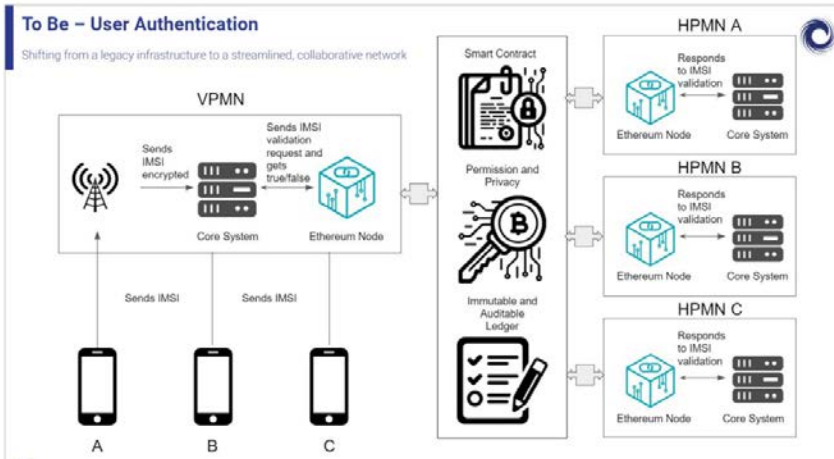 To Be – User Authentication
Shifting from a legacy infrastructure to a streamlined, collaborative network
VPMN
Sends
IMSI
encrypted
Sends IMSI
validation
request and
gets
true/false
Core System
Ethereum Node
Sends IMSI
Sends IMSI
A
B
C
Smart Contract
Permission and
Privacy
Immutable and
Auditable
Ledger
HPMN A
Responds
to IMSI
validation
Ethereum Node
Core System
HPMN B
Responds
to IMSI
validation
Ethereum Node
Core System
HPMN C
Responds
to IMSI
validation
Ethereum Node
Core System